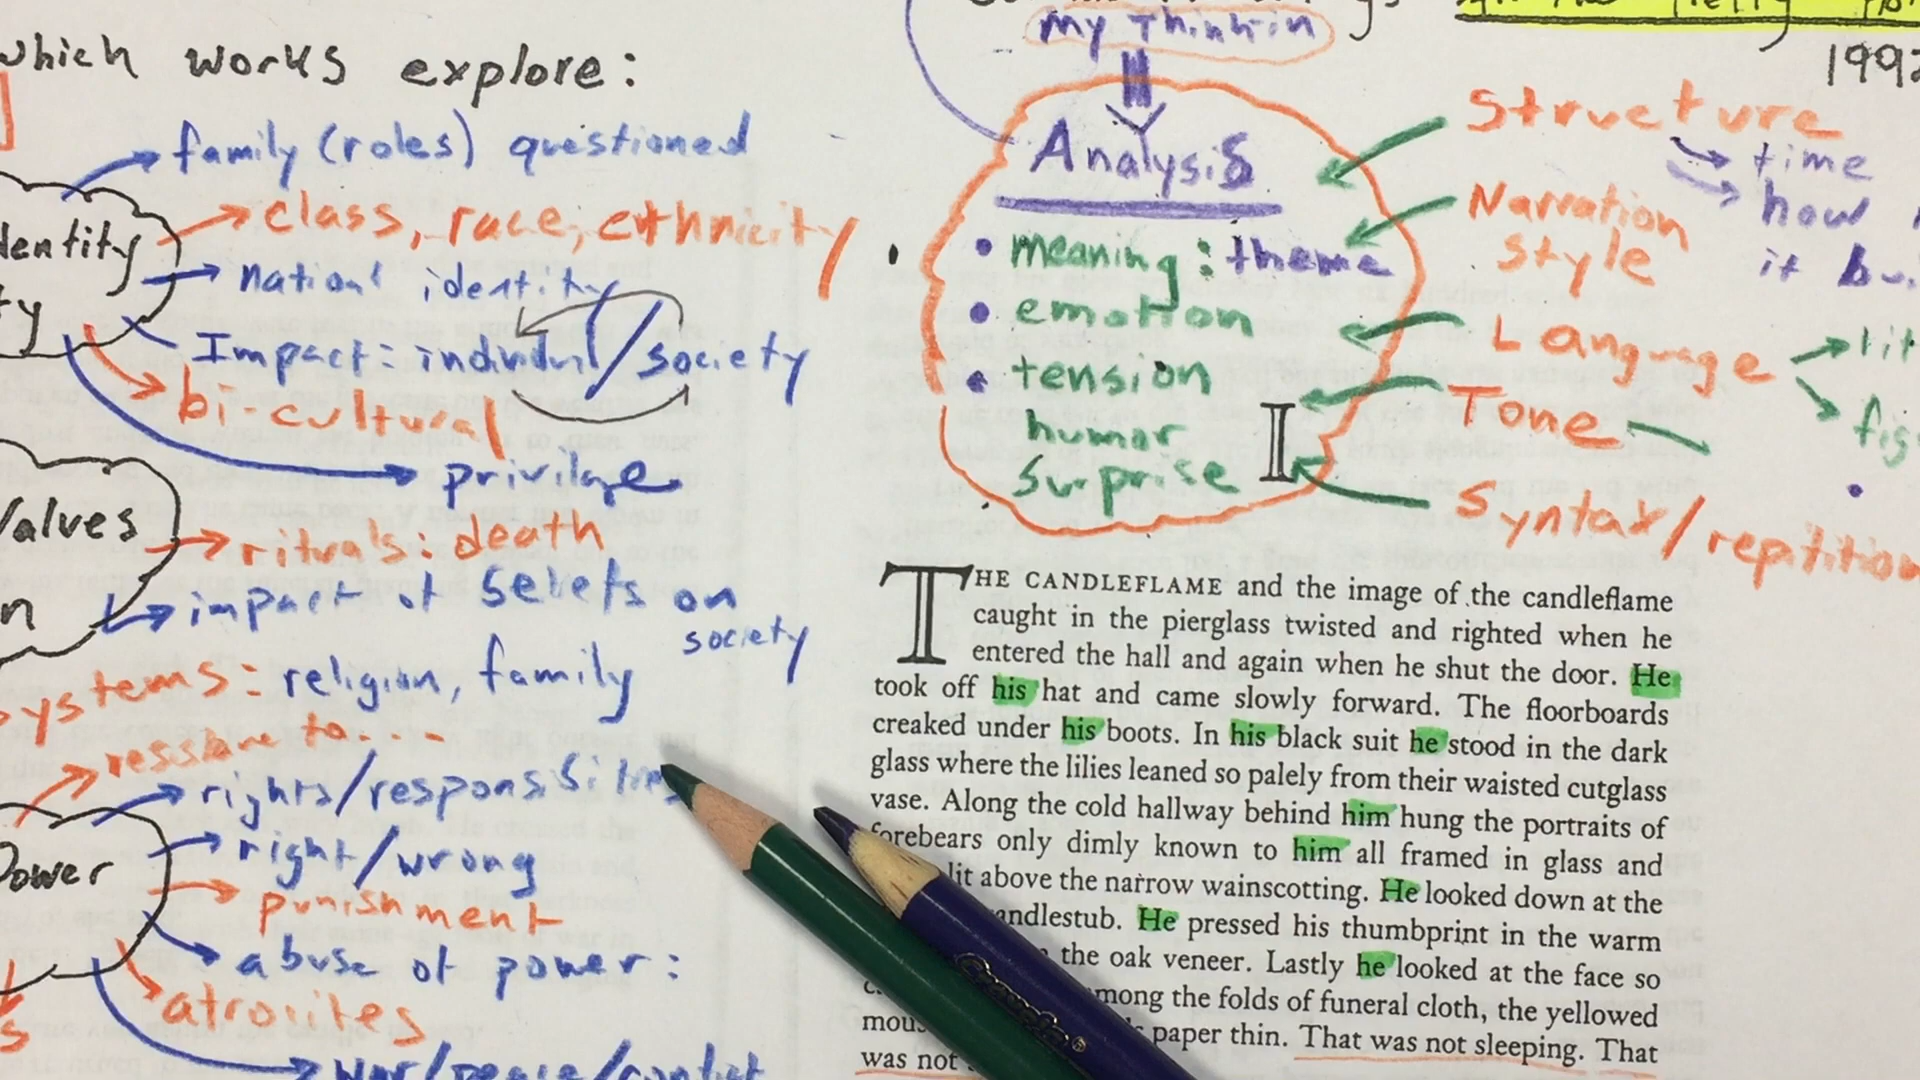 which works explore:
family (roles) questioned
class, race, ethnicity /
identity
Impact: individul / society
bi-cultural
privilage
Values
rituals: death
impact of beliefs on
society
systems: religion, family
to...
rights/
right/wrong
Power
punishment
abuse of power:
atrovites
my Thinkin
Analysis
• meaning: theme
• emotion
• tension
humor
surprise
1992
Structure
time
how
it
Narration
style
Language
lit
fig
Tone
Syntax/reptition
THE CANDLEFLAME and the image of the candleflame
caught in the pierglass twisted and righted when he
entered the hall and again when he shut the door. He
took off his hat and came slowly forward. The floorboards
creaked under his boots. In his black suit he stood in the dark
glass where the lilies leaned so palely from their waisted cutglass
vase. Along the cold hallway behind him hung the portraits of
forebears only dimly known to him all framed in glass and
lit above the narrow wainscotting. He looked down at the
andlestub. He pressed his thumbprint in the warm
the oak veneer. Lastly he looked at the face so
among the folds of funeral cloth, the yellowed
paper thin. That was not sleeping. That
was not
Crayola